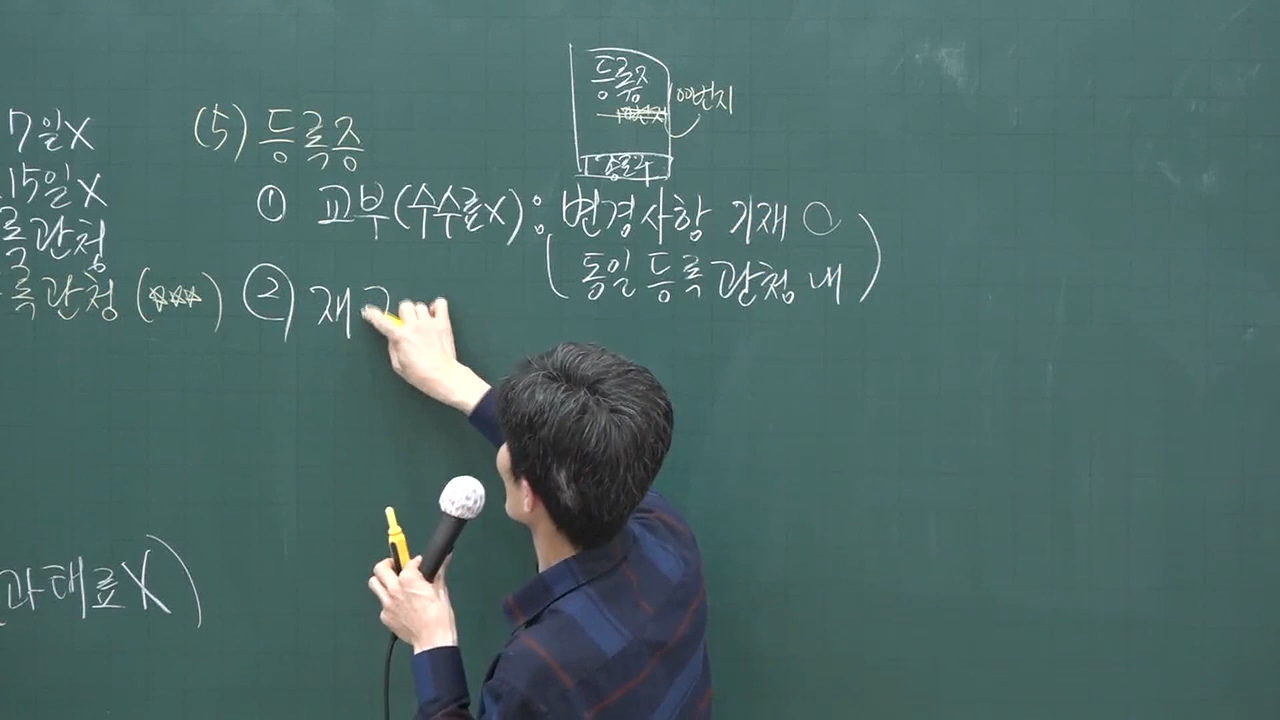 7일X
15일X
록관청
록관청(☆☆☆)
과태료X)
(5) 등록증
① 교부(수수료X): 변경사항 기재 ○
(동일 등록관청 내)
② 재
등록증
00번지